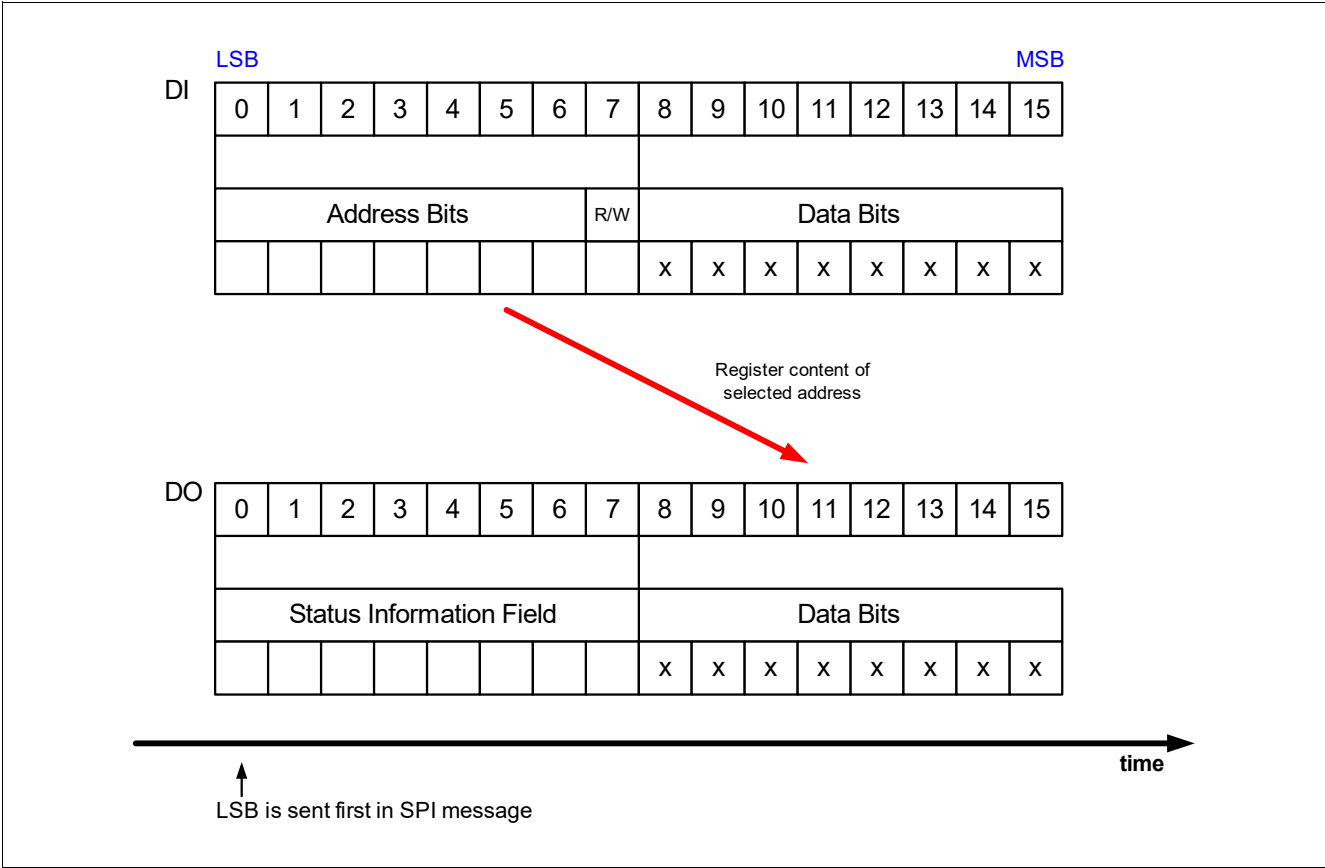 LSB MSB
DI
0 1 2 3 4 5 6 7 8 9 10 11 12 13 14 15
Address Bits R/W Data Bits
x x x x x x x x
Register content of
selected address
DO
0 1 2 3 4 5 6 7 8 9 10 11 12 13 14 15
Status Information Field Data Bits
x x x x x x x x
time
LSB is sent first in SPI message